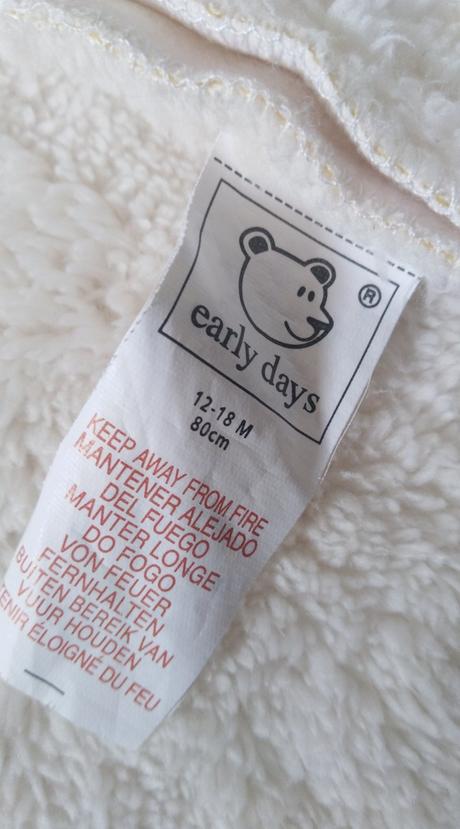 ®
early days
12-18 M
80cm
KEEP AWAY FROM FIRE
MANTENER ALEJADO
DEL FUEGO
MANTER LONGE
DO FOGO
VON FEUER
FERNHALTEN
BUITEN BEREIK VAN
VUUR HOUDEN
ENIR ÉLOIGNÉ DU FEU